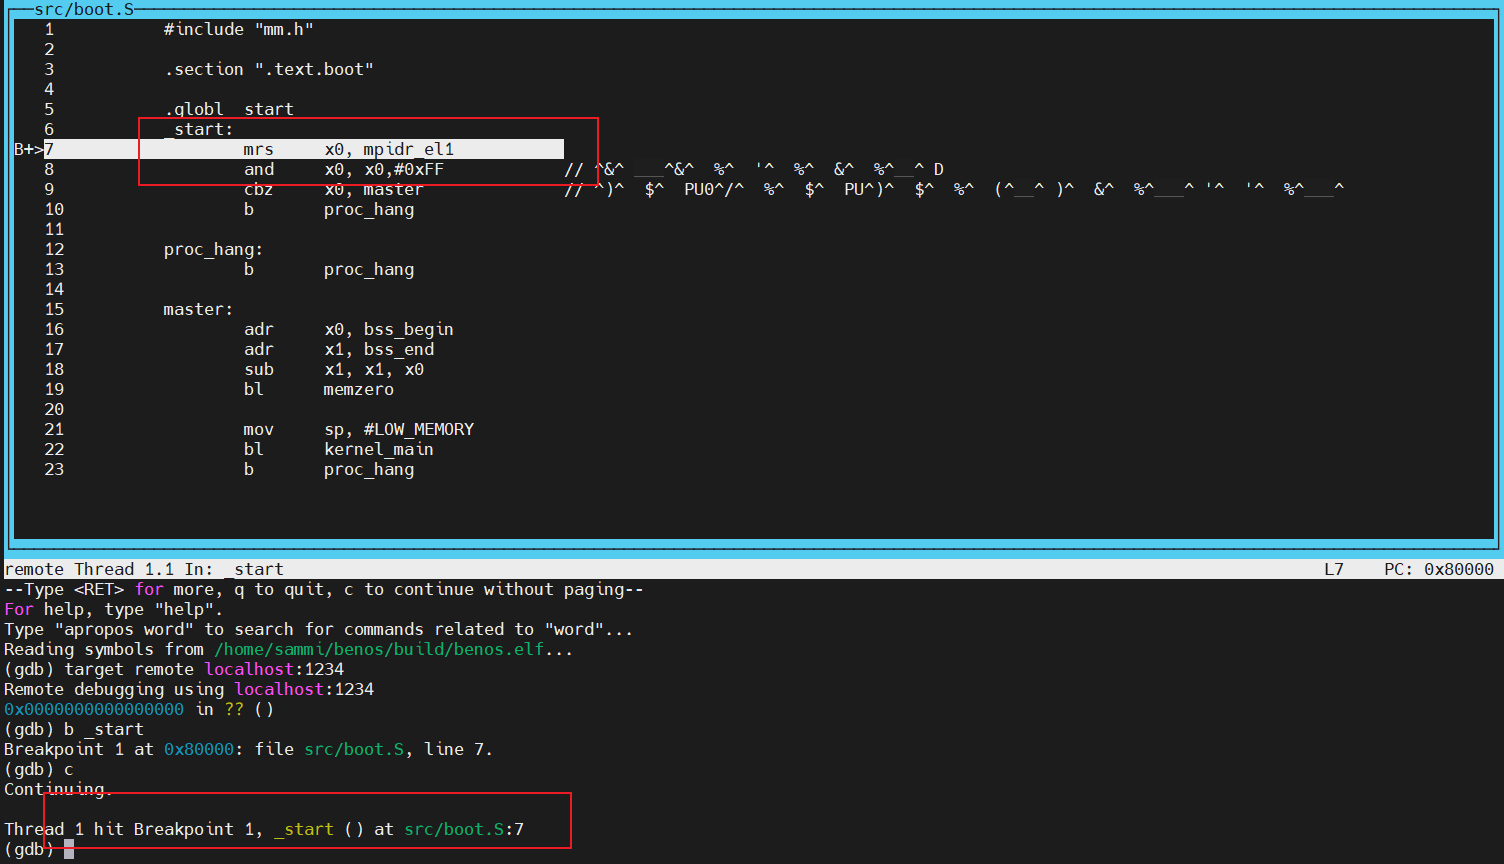 src/boot.S
1 #include "mm.h"
2
3 .section ".text.boot"
4
5 .globl _start
6 _start:
B+>7 mrs x0, mpidr_el1
8 and x0, x0,#0xFF // ^&^ ___^&^ %^ '^ %^ &^ %^__^ D
9 cbz x0, master // ^)^ $^ PU0^/^ %^ $^ PU^)^ $^ %^ (^__^ )^ &^ %^___^ '^ '^ %^___^
10 b proc_hang
11
12 proc_hang:
13 b proc_hang
14
15 master:
16 adr x0, bss_begin
17 adr x1, bss_end
18 sub x1, x1, x0
19 bl memzero
20
21 mov sp, #LOW_MEMORY
22 bl kernel_main
23 b proc_hang
remote Thread 1.1 In: _start L7 PC: 0x80000
--Type <RET> for more, q to quit, c to continue without paging--
For help, type "help".
Type "apropos word" to search for commands related to "word"...
Reading symbols from /home/sammi/benos/build/benos.elf...
(gdb) target remote localhost:1234
Remote debugging using localhost:1234
0x0000000000000000 in ?? ()
(gdb) b _start
Breakpoint 1 at 0x80000: file src/boot.S, line 7.
(gdb) c
Continuing.
Thread 1 hit Breakpoint 1, _start () at src/boot.S:7
(gdb)